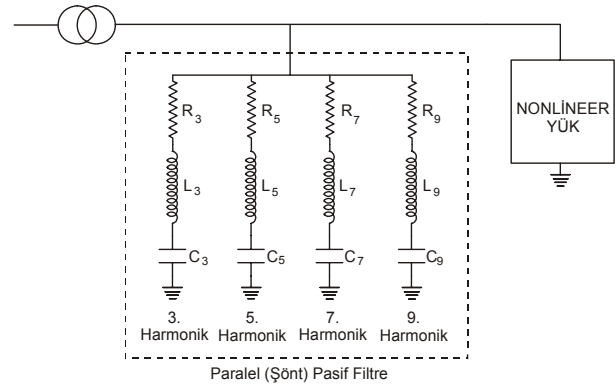 R3 R5 R7 R9
NONLİNEER
YÜK
L3 L5 L7 L9
C3 C5 C7 C9
3. 5. 7. 9.
Harmonik Harmonik Harmonik Harmonik
Paralel (Şönt) Pasif Filtre